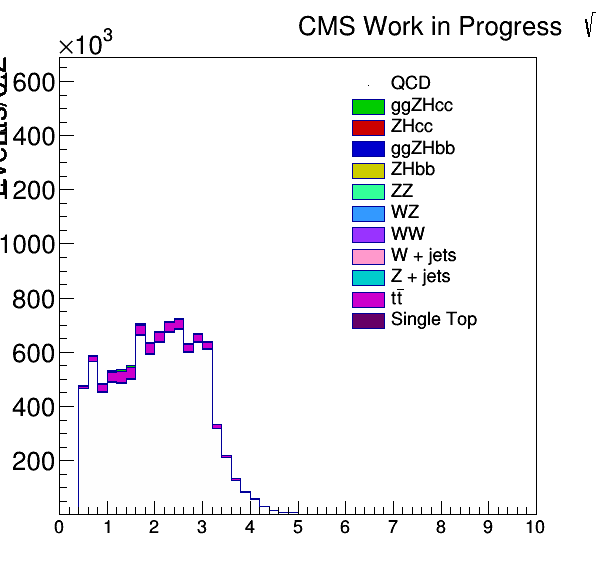 CMS Work in Progress √
×10³
600
400
1200
1000
800
600
400
200
0 1 2 3 4 5 6 7 8 9 10
QCD
ggZHcc
ZHcc
ggZHbb
ZHbb
ZZ
WZ
WW
W + jets
Z + jets
tt̄
Single Top